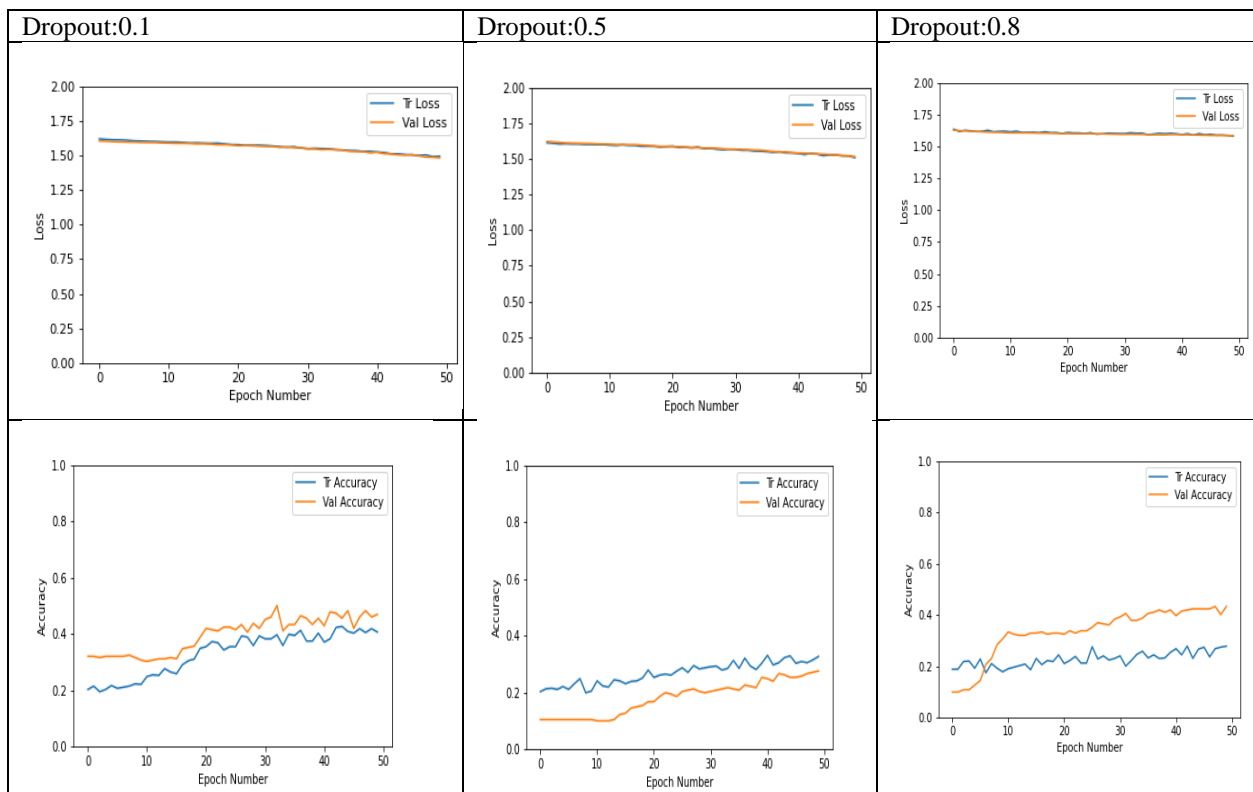 Dropout:0.1
Dropout:0.5
Dropout:0.8
2.00
1.75
1.50
1.25
1.00
0.75
0.50
0.25
0.00
Loss
Tr Loss
Val Loss
0 10 20 30 40 50
Epoch Number
2.00
1.75
1.50
1.25
1.00
0.75
0.50
0.25
0.00
Loss
Tr Loss
Val Loss
0 10 20 30 40 50
Epoch Number
2.00
1.75
1.50
1.25
1.00
0.75
0.50
0.25
0.00
Loss
Tr Loss
Val Loss
0 10 20 30 40 50
Epoch Number
1.0
0.8
0.6
0.4
0.2
0.0
Accuracy
Tr Accuracy
Val Accuracy
0 10 20 30 40 50
Epoch Number
1.0
0.8
0.6
0.4
0.2
0.0
Accuracy
Tr Accuracy
Val Accuracy
0 10 20 30 40 50
Epoch Number
1.0
0.8
0.6
0.4
0.2
0.0
Accuracy
Tr Accuracy
Val Accuracy
0 10 20 30 40 50
Epoch Number